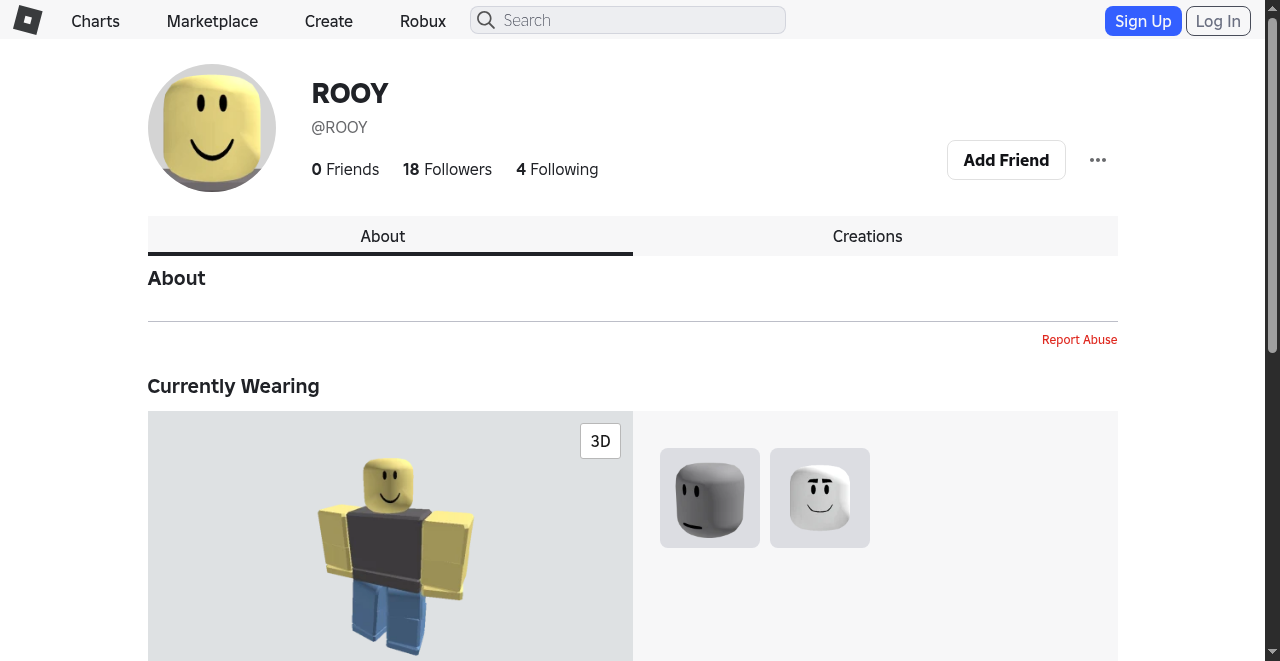 Charts Marketplace Create Robux Search Sign Up Log In
ROOY
@ROOY
0 Friends 18 Followers 4 Following
Add Friend
About Creations
About
Report Abuse
Currently Wearing
3D